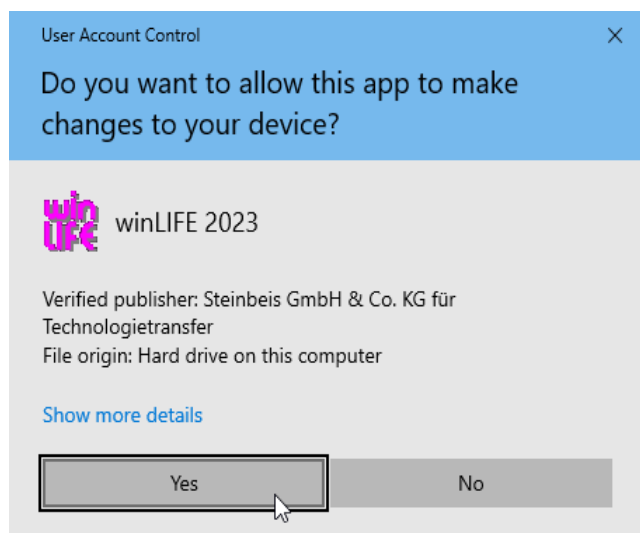 User Account Control
Do you want to allow this app to make
changes to your device?
win
LIFE
winLIFE 2023
Verified publisher: Steinbeis GmbH & Co. KG für
Technologietransfer
File origin: Hard drive on this computer
Show more details
Yes
No